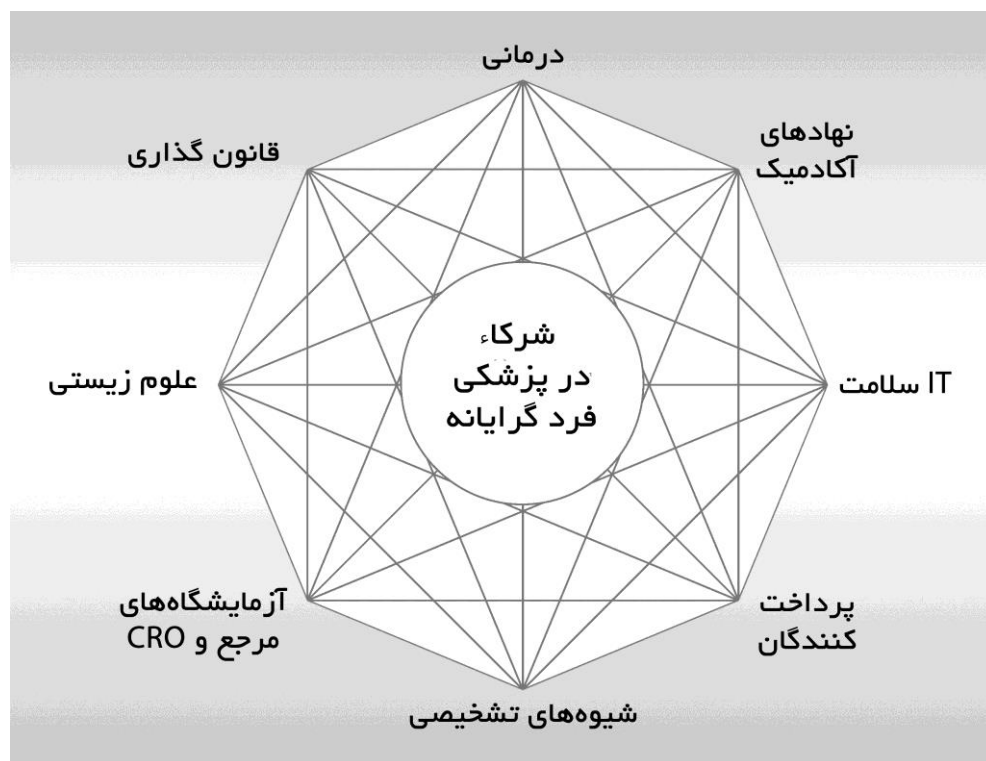 درمانی
نهادهای
آکادمیک
قانون گذاری
شرکاء
در پزشکی
فرد گرایانه
IT سلامت
علوم زیستی
پرداخت
کنندگان
آزمایشگاه‌های
مرجع و CRO
شیوه‌های تشخیصی